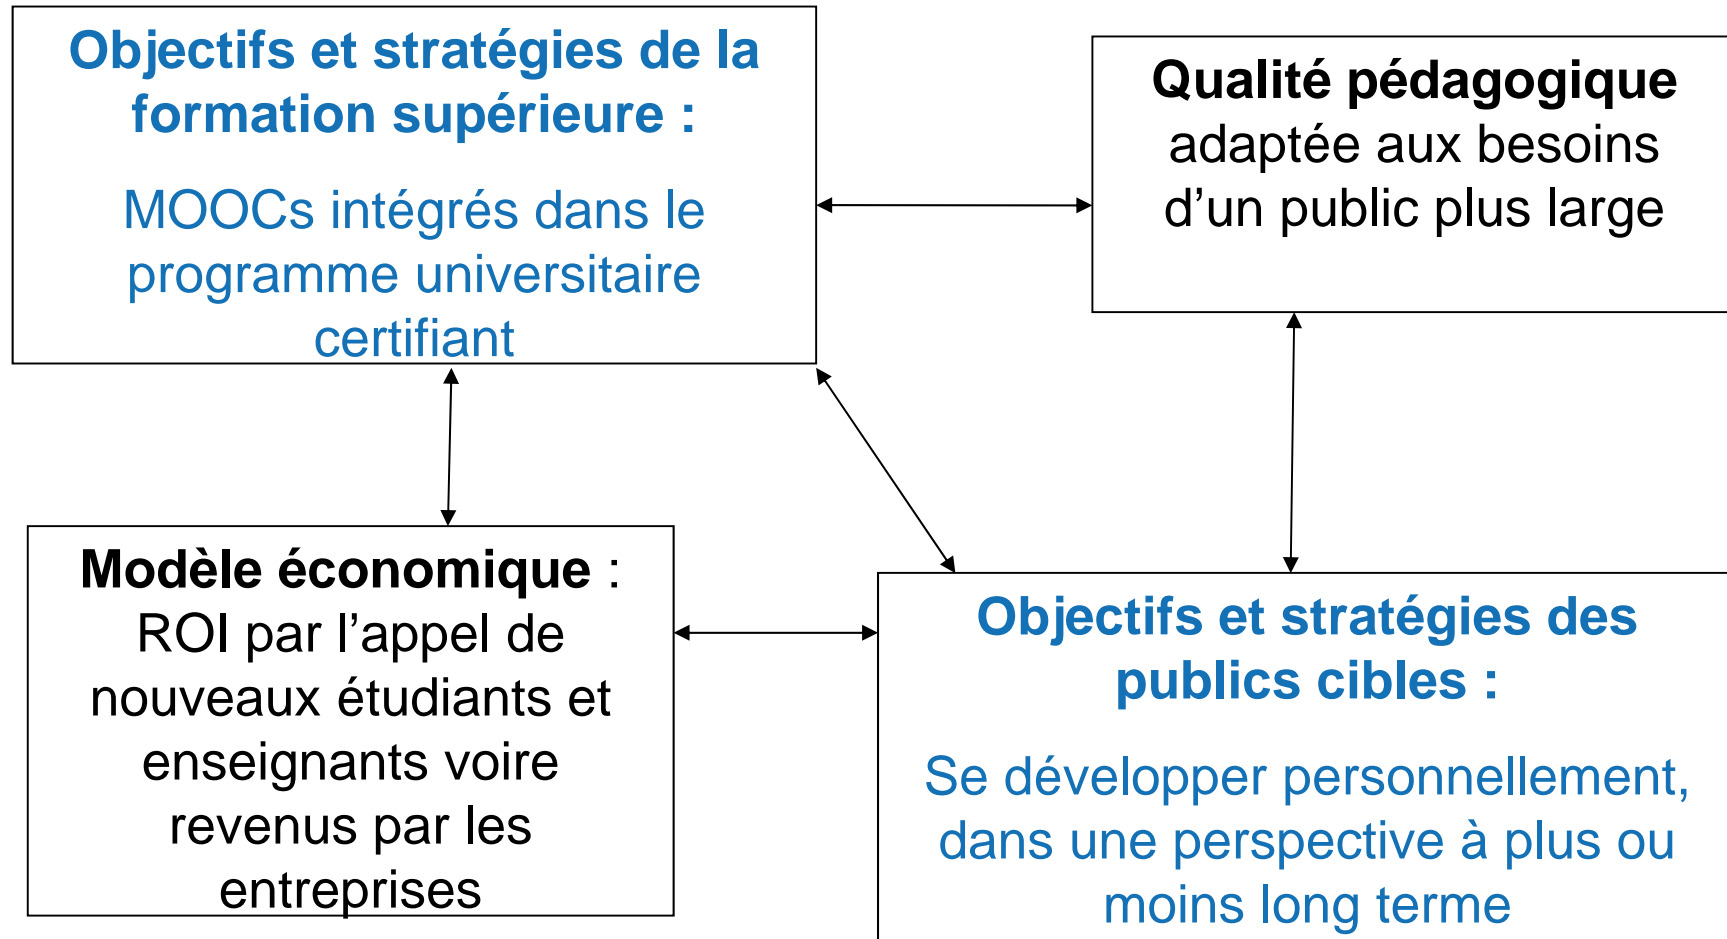 Objectifs et stratégies de la
formation supérieure :
MOOCs intégrés dans le
programme universitaire
certifiant
Qualité pédagogique
adaptée aux besoins
d’un public plus large
Modèle économique :
ROI par l’appel de
nouveaux étudiants et
enseignants voire
revenus par les
entreprises
Objectifs et stratégies des
publics cibles :
Se développer personnellement,
dans une perspective à plus ou
moins long terme